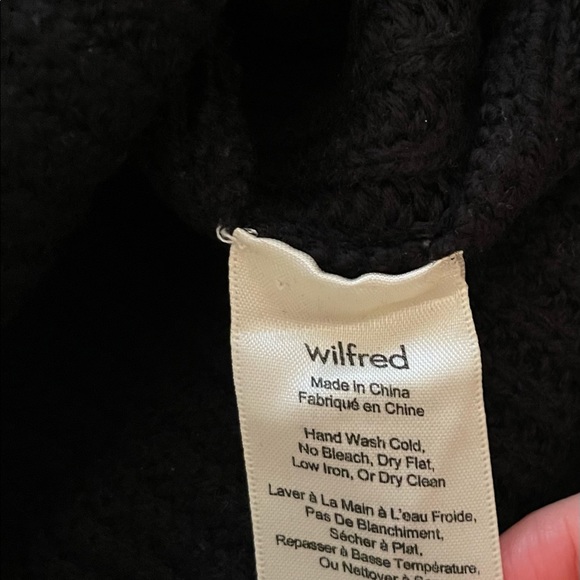 wilfred
Made in China
Fabriqué en Chine
Hand Wash Cold,
No Bleach, Dry Flat,
Low Iron, Or Dry Clean
Laver à La Main à L'eau Froide,
Pas De Blanchiment,
Sécher à Plat,
Repasser à Basse Température,
Ou Nettoyer à